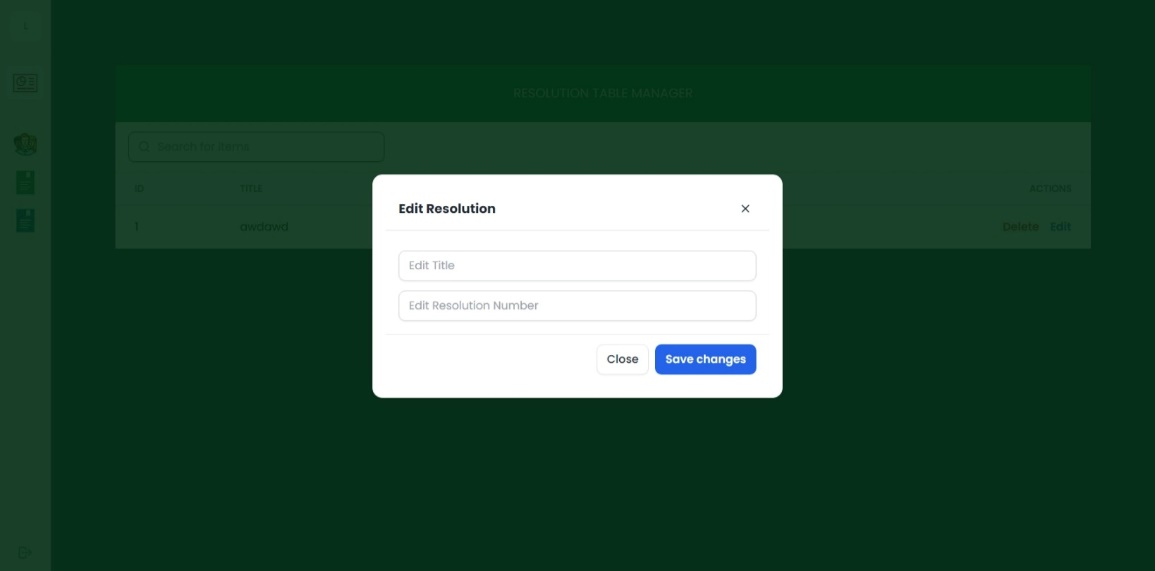 L
RESOLUTION TABLE MANAGER
Search for items
ID TITLE ACTIONS
1 awdawd Delete Edit
Edit Resolution
Edit Title
Edit Resolution Number
Close Save changes